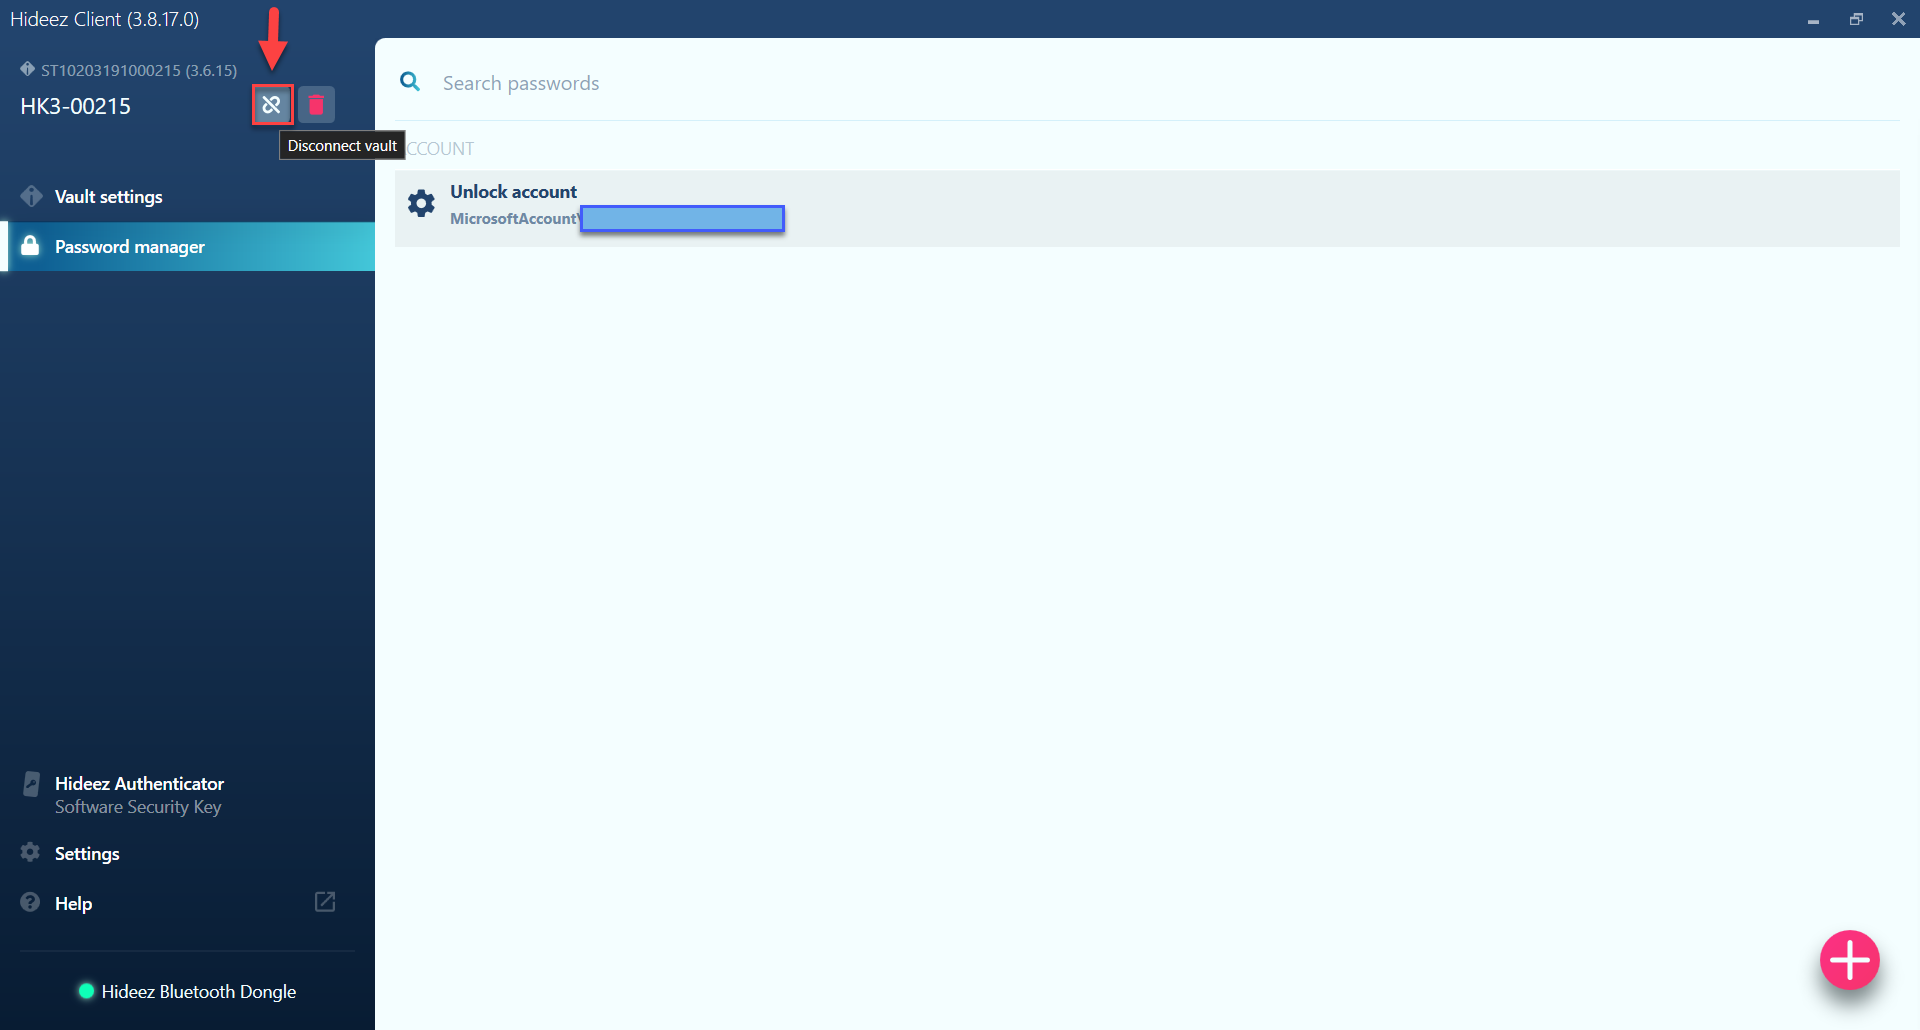 Hideez Client (3.8.17.0)
ST10203191000215 (3.6.15)
HK3-00215
Disconnect vault
Vault settings
Password manager
Hideez Authenticator
Software Security Key
Settings
Help
Hideez Bluetooth Dongle
Search passwords
CCOUNT
Unlock account
MicrosoftAccount\